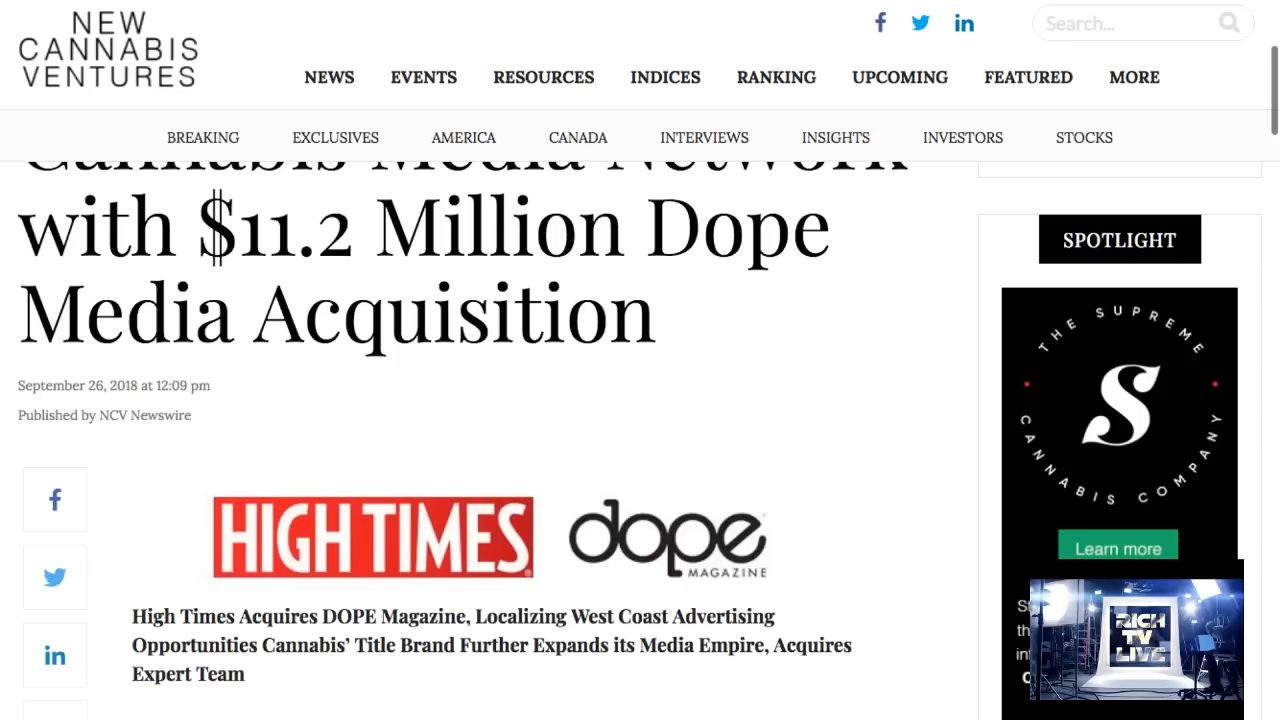 NEW
CANNABIS
VENTURES
Search...
NEWS EVENTS RESOURCES INDICES RANKING UPCOMING FEATURED MORE
BREAKING EXCLUSIVES AMERICA CANADA INTERVIEWS INSIGHTS INVESTORS STOCKS
Cannabis Media Network
with $11.2 Million Dope
Media Acquisition
September 26, 2018 at 12:09 pm
Published by NCV Newswire
HIGH TIMES
dope
MAGAZINE
High Times Acquires DOPE Magazine, Localizing West Coast Advertising
Opportunities Cannabis’ Title Brand Further Expands its Media Empire, Acquires
Expert Team
SPOTLIGHT
THE SUPREME
S
CANNABIS COMPANY
Learn more
RICH
TV
LIVE